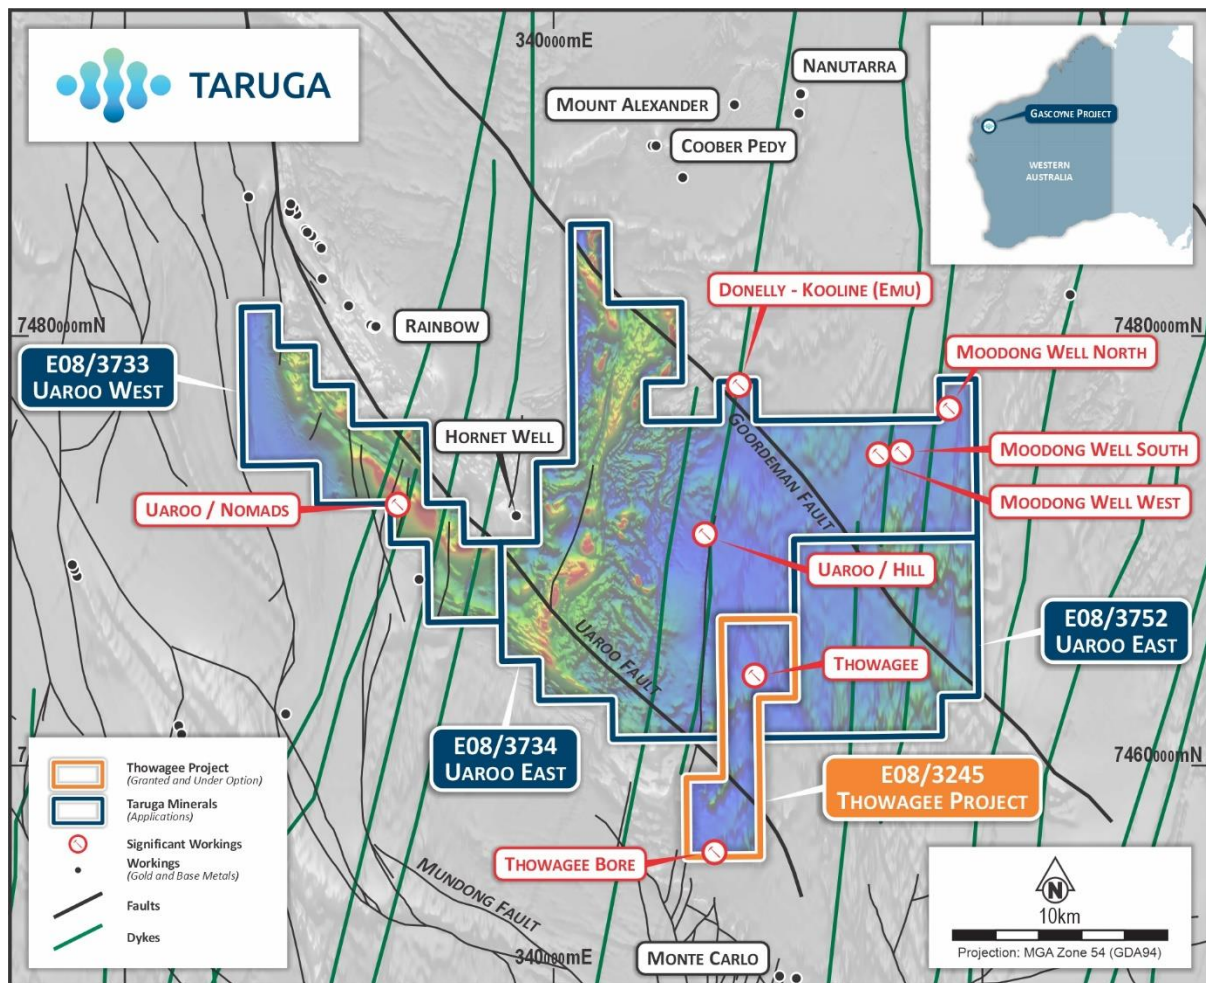 TARUGA
340000mE
NANUTARRA
MOUNT ALEXANDER
COOBER PEDY
GASCOYNE PROJECT
WESTERN
AUSTRALIA
DONELLY - KOOLINE (EMU)
7480000mN
RAINBOW
7480000mN
MOODONG WELL NORTH
E08/3733
UAROO WEST
HORNET WELL
GOORDEMAN FAULT
MOODONG WELL SOUTH
UAROO / NOMADS
MOODONG WELL WEST
UAROO / HILL
E08/3752
UAROO EAST
UAROO FAULT
THOWAGEE
E08/3734
UAROO EAST
7460000mN
E08/3245
THOWAGEE PROJECT
Thowagee Project
(Granted and Under Option)
Taruga Minerals
(Applications)
Significant Workings
Workings
(Gold and Base Metals)
Faults
Dykes
THOWAGEE BORE
MUNDONG FAULT
340000mE
MONTE CARLO
N
10km
Projection: MGA Zone 54 (GDA94)